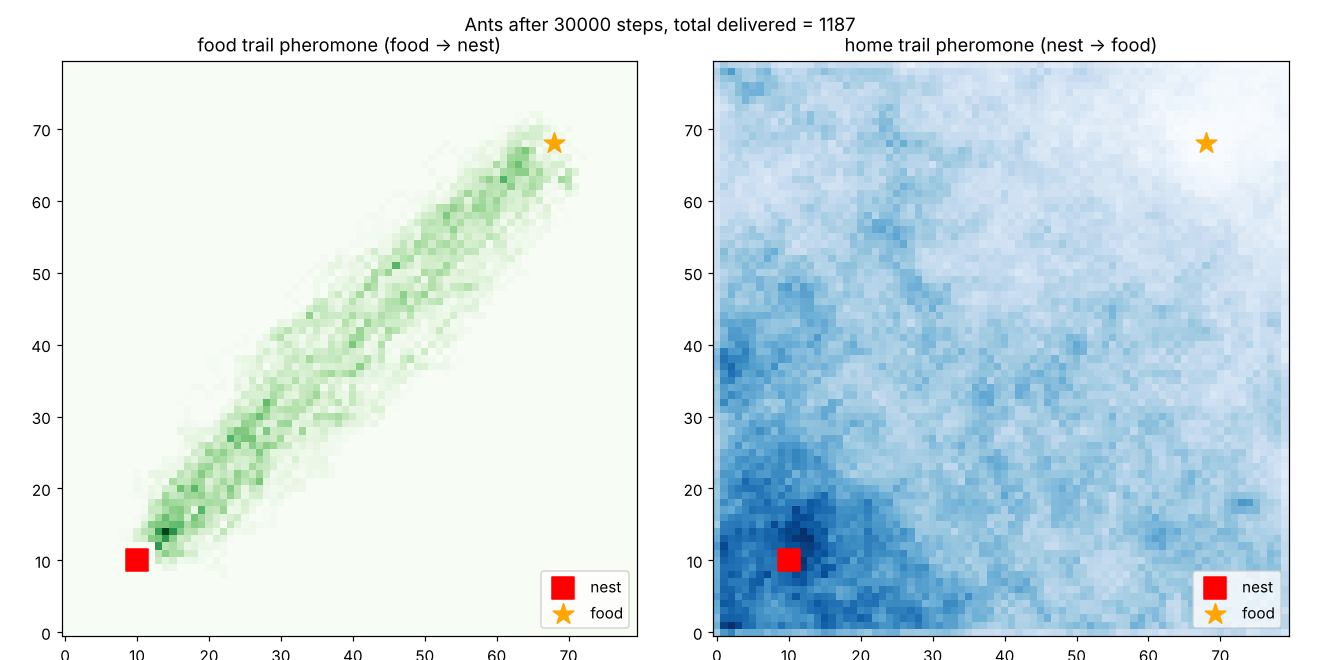 Ants after 30000 steps, total delivered = 1187
food trail pheromone (food → nest)
70
60
50
40
30
20
10
0
0 10 20 30 40 50 60 70
nest
food
home trail pheromone (nest → food)
70
60
50
40
30
20
10
0
0 10 20 30 40 50 60 70
nest
food